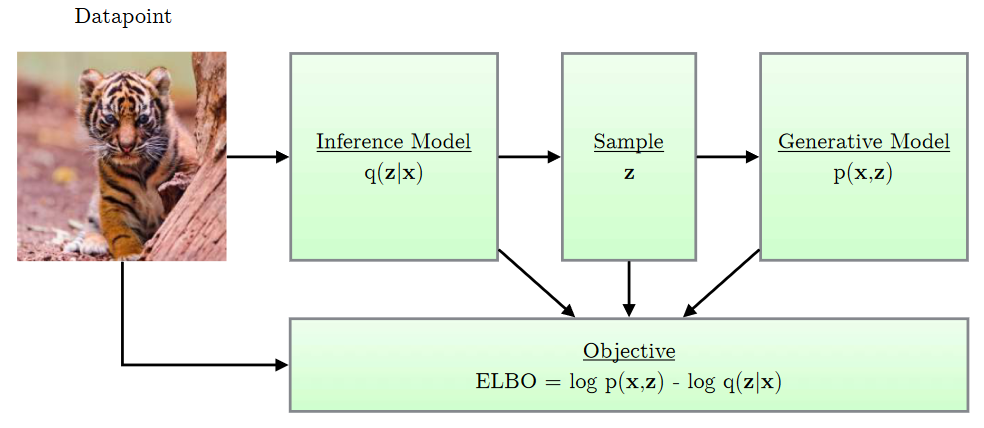 Datapoint
Inference Model
q(z|x)
Sample
z
Generative Model
p(x,z)
Objective
ELBO = log p(x,z) - log q(z|x)